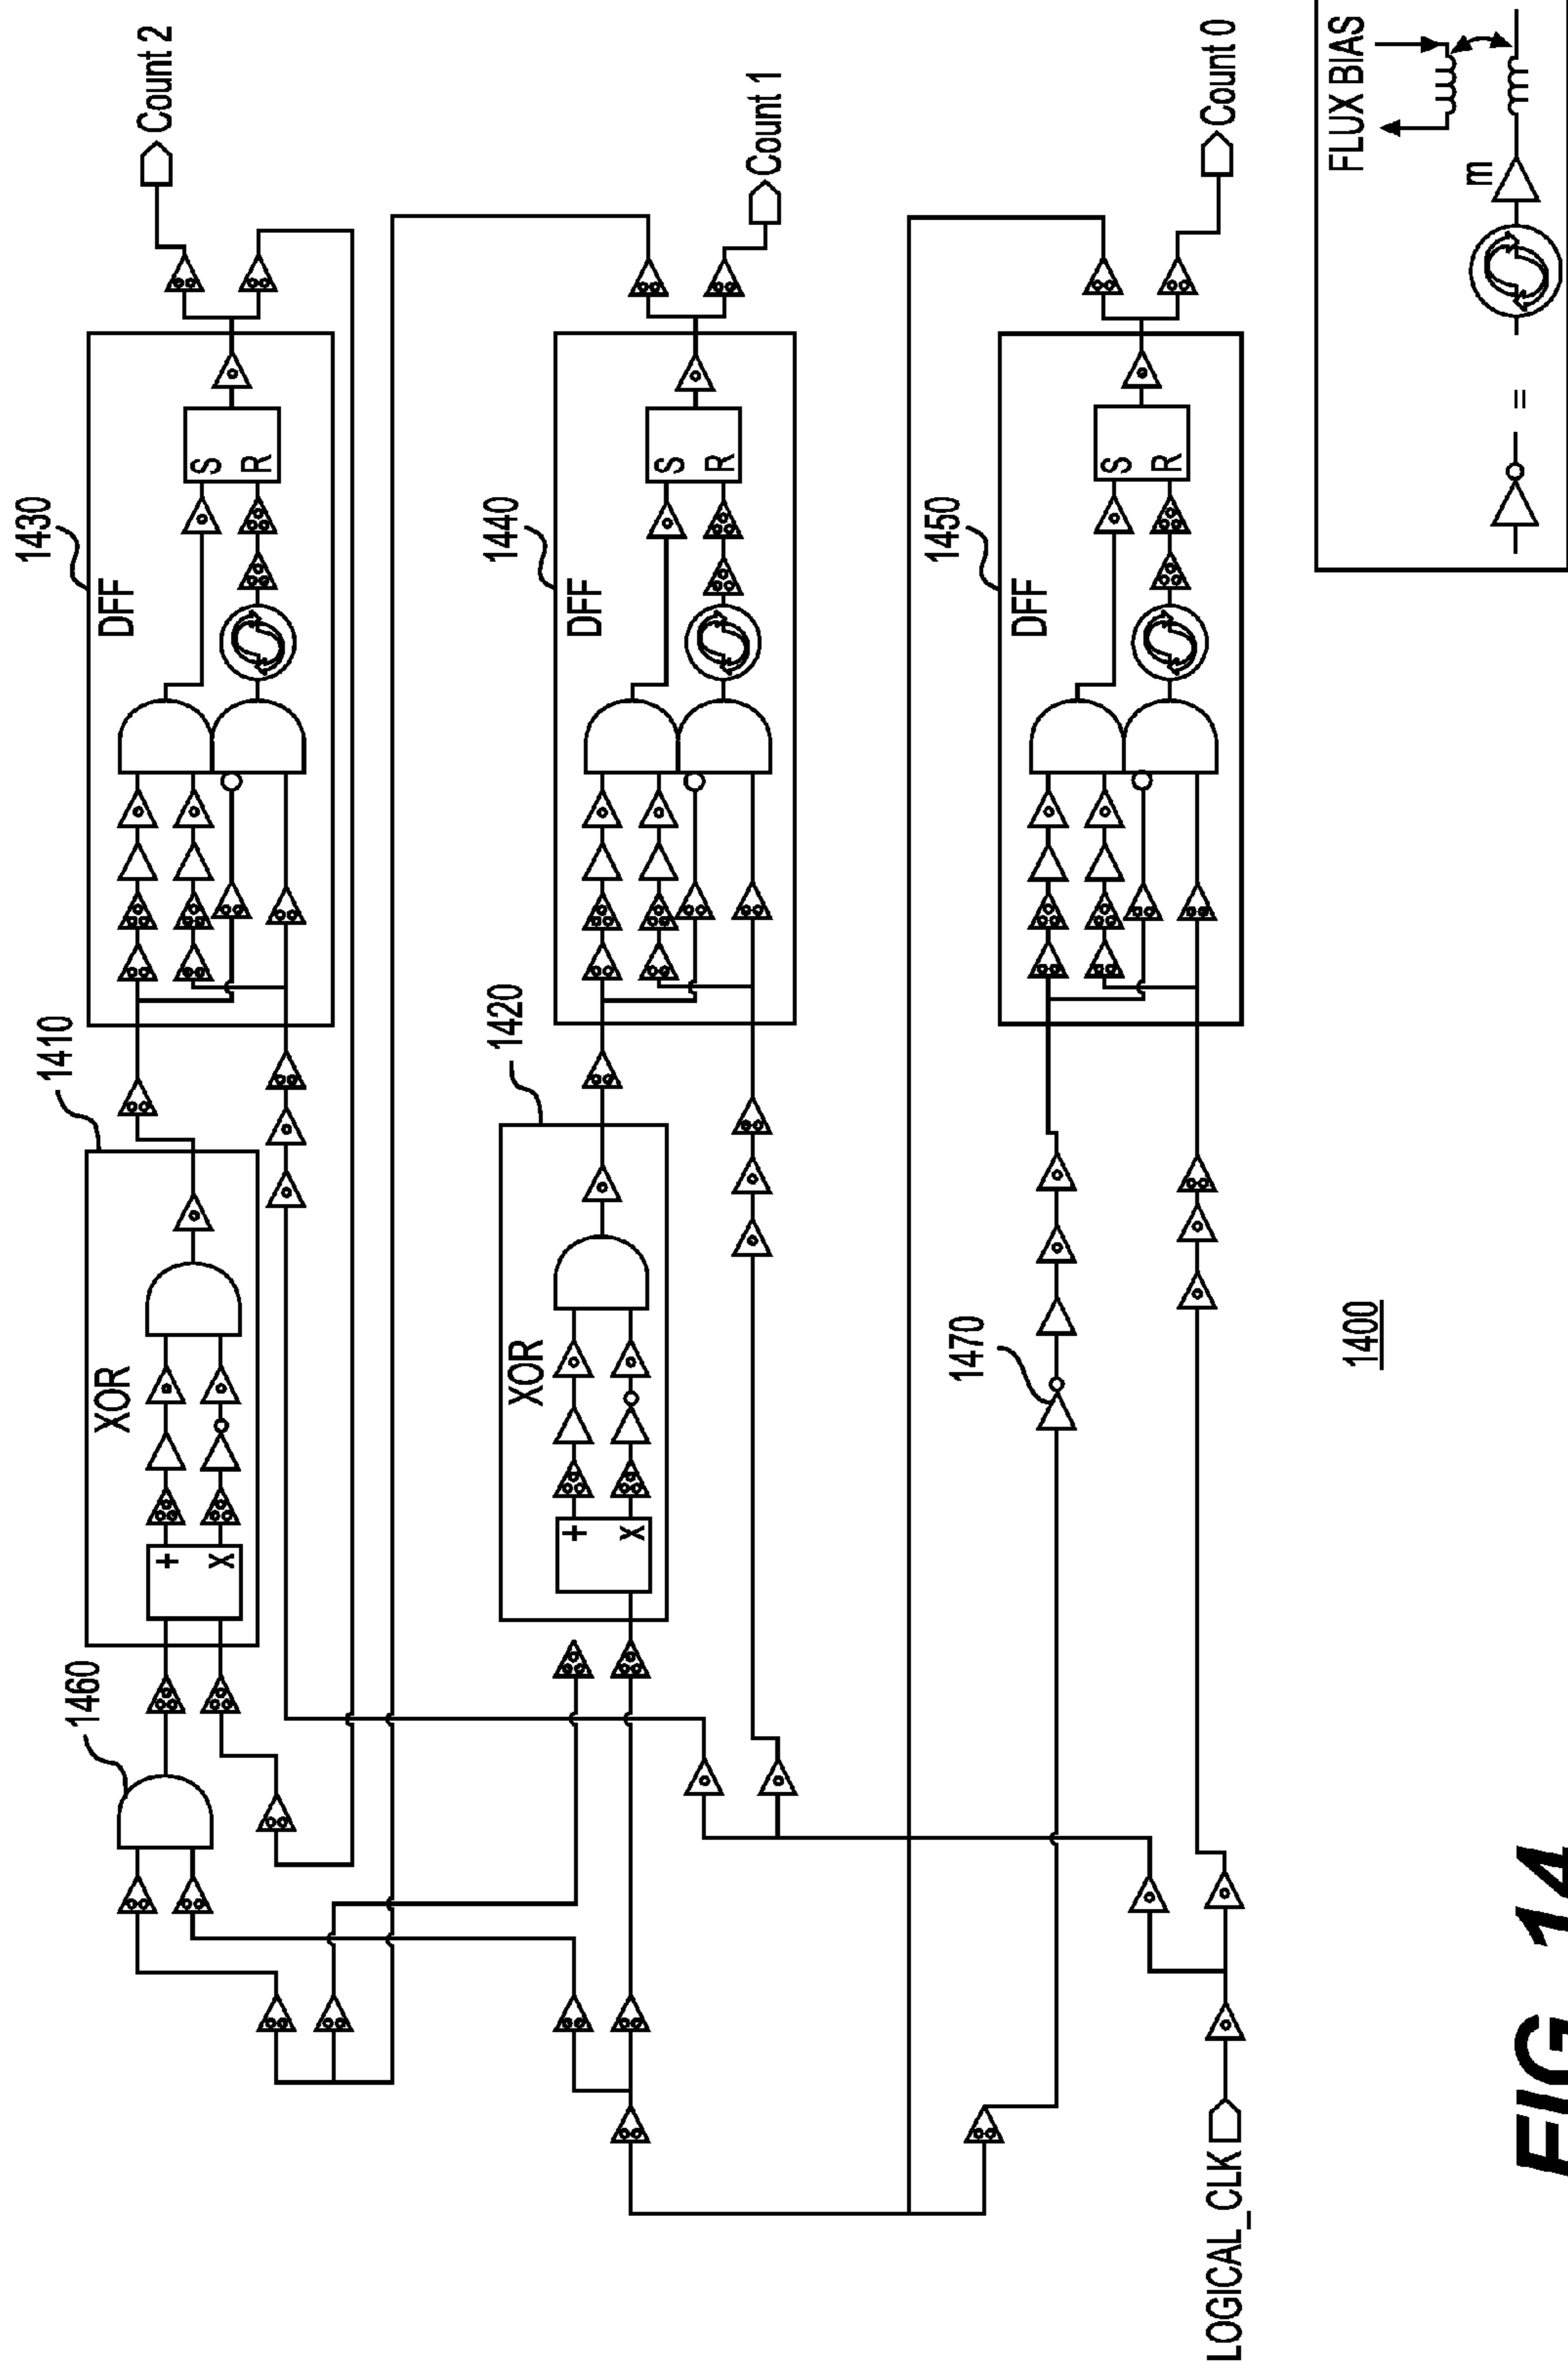 1460
1410
1430
XOR
DFF
+
X
S
R
Count 2
1420
1440
XOR
DFF
+
X
S
R
Count 1
1470
1450
DFF
S
R
Count 0
LOGICAL_CLK
1400
=
m
FLUX BIAS
FIG 14